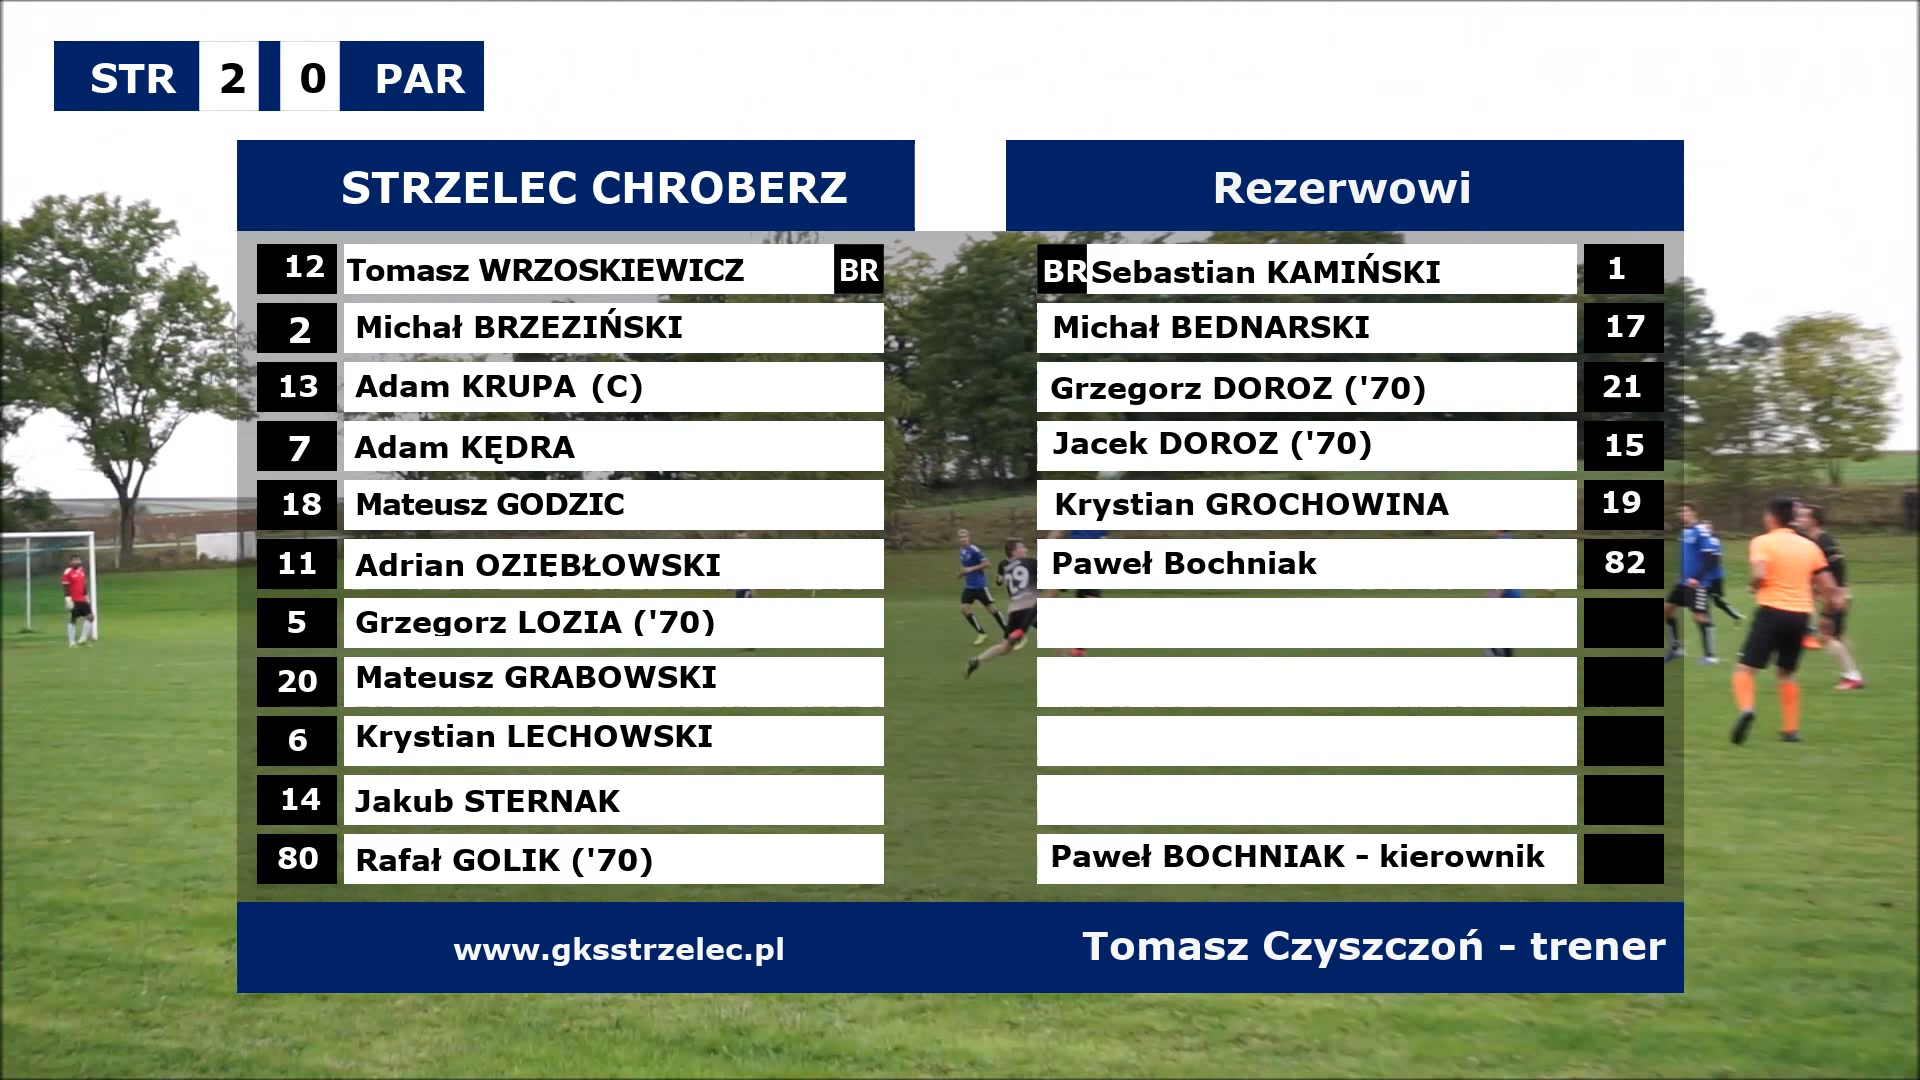 STR 2 0 PAR
STRZELEC CHROBERZ
12 Tomasz WRZOSKIEWICZ BR
2 Michał BRZEZIŃSKI
13 Adam KRUPA (C)
7 Adam KĘDRA
18 Mateusz GODZIC
11 Adrian OZIĘBŁOWSKI
5 Grzegorz LOZIA ('70)
20 Mateusz GRABOWSKI
6 Krystian LECHOWSKI
14 Jakub STERNAK
80 Rafał GOLIK ('70)
Rezerwowi
BR Sebastian KAMIŃSKI 1
Michał BEDNARSKI 17
Grzegorz DOROZ ('70) 21
Jacek DOROZ ('70) 15
Krystian GROCHOWINA 19
Paweł Bochniak 82
Paweł BOCHNIAK - kierownik
www.gksstrzelec.pl
Tomasz Czyszczoń - trener
29